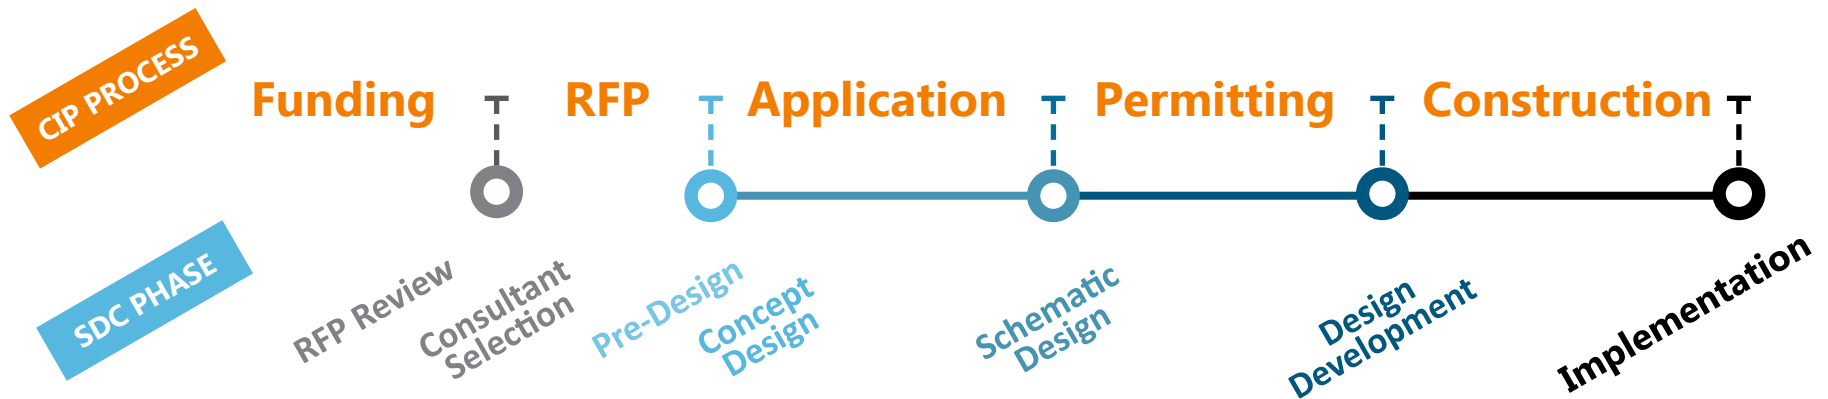 CIP PROCESS
Funding
RFP
Application
Permitting
Construction
SDC PHASE
RFP Review
Consultant
Selection
Pre-Design
Concept
Design
Schematic
Design
Design
Development
Implementation